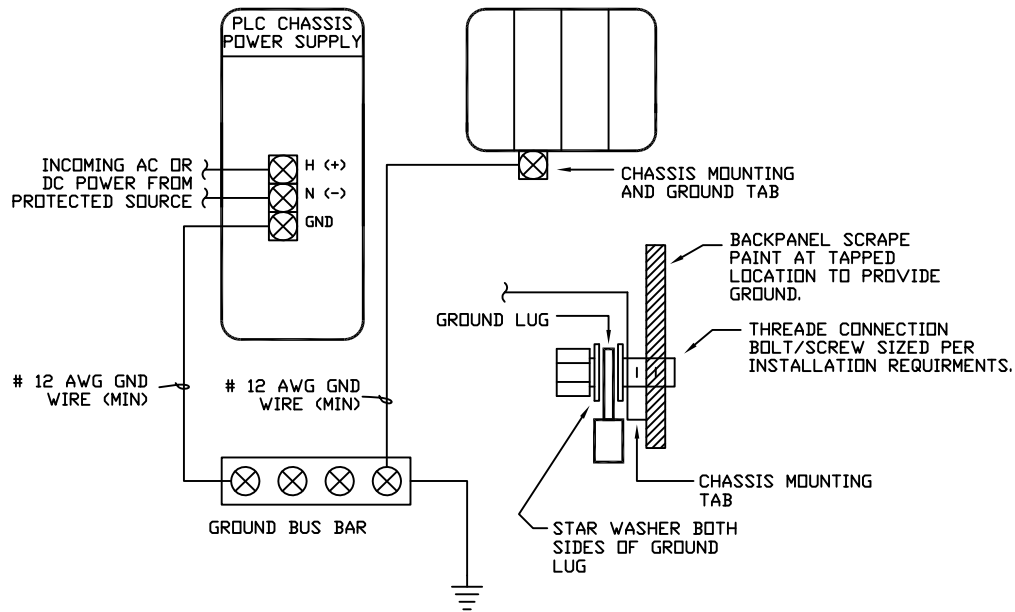 PLC CHASSIS
POWER SUPPLY
INCOMING AC OR
DC POWER FROM
PROTECTED SOURCE
H (+)
N (-)
GND
CHASSIS MOUNTING
AND GROUND TAB
BACKPANEL SCRAPE
PAINT AT TAPPED
LOCATION TO PROVIDE
GROUND.
GROUND LUG
THREADE CONNECTION
BOLT/SCREW SIZED PER
INSTALLATION REQUIRMENTS.
# 12 AWG GND
WIRE (MIN)
# 12 AWG GND
WIRE (MIN)
CHASSIS MOUNTING
TAB
GROUND BUS BAR
STAR WASHER BOTH
SIDES OF GROUND
LUG